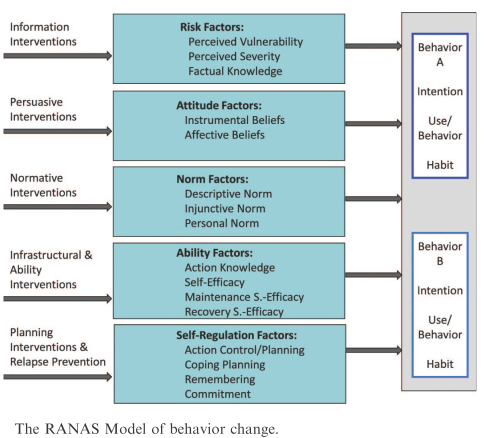 Information
Interventions
Risk Factors:
Perceived Vulnerability
Perceived Severity
Factual Knowledge
Persuasive
Interventions
Attitude Factors:
Instrumental Beliefs
Affective Beliefs
Normative
Interventions
Norm Factors:
Descriptive Norm
Injunctive Norm
Personal Norm
Infrastructural &
Ability
Interventions
Ability Factors:
Action Knowledge
Self-Efficacy
Maintenance S.-Efficacy
Recovery S.-Efficacy
Planning
Interventions &
Relapse Prevention
Self-Regulation Factors:
Action Control/Planning
Coping Planning
Remembering
Commitment
Behavior
A
Intention
Use/
Behavior
Habit
Behavior
B
Intention
Use/
Behavior
Habit
The RANAS Model of behavior change.